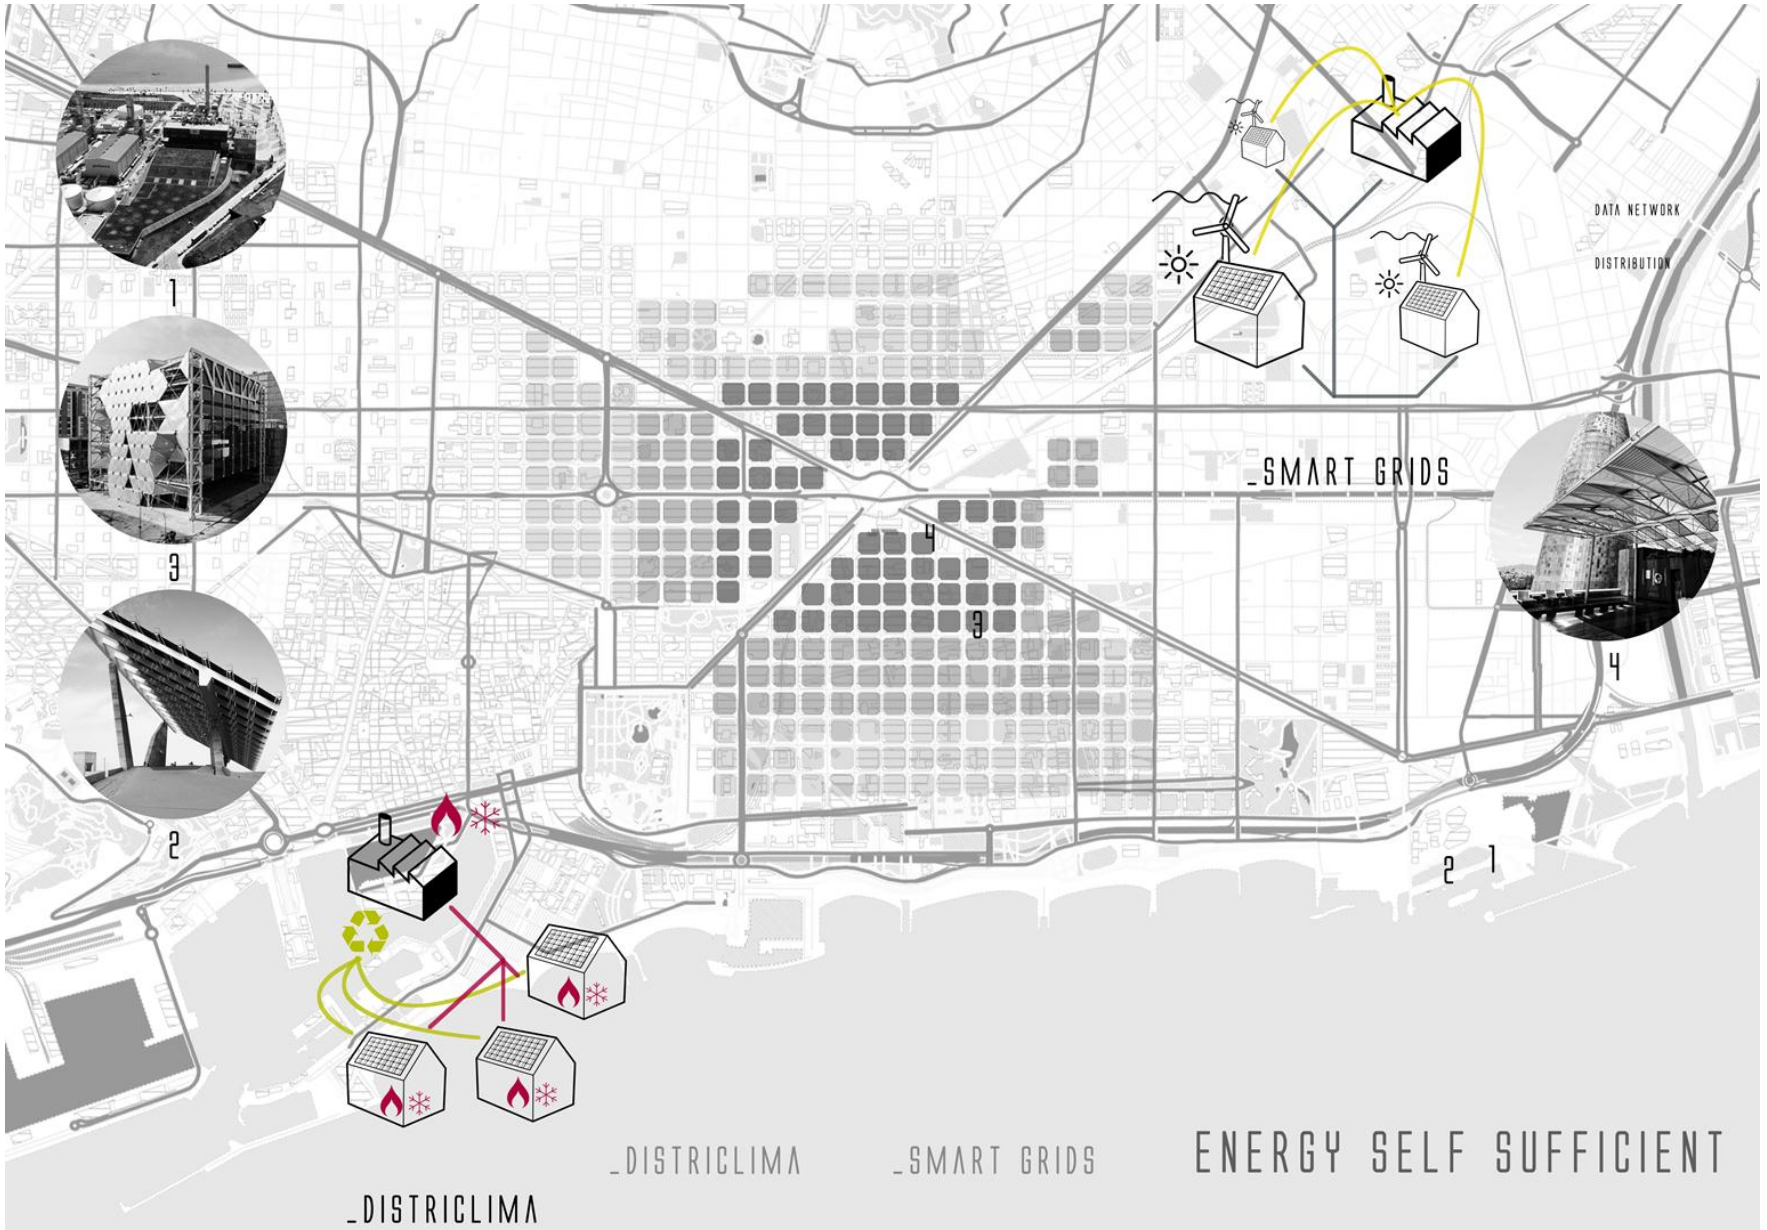 DATA NETWORK
DISTRIBUTION
1
_SMART GRIDS
4
3
3
4
2
2
1
_DISTRICLIMA
_SMART GRIDS
ENERGY SELF SUFFICIENT
_DISTRICLIMA